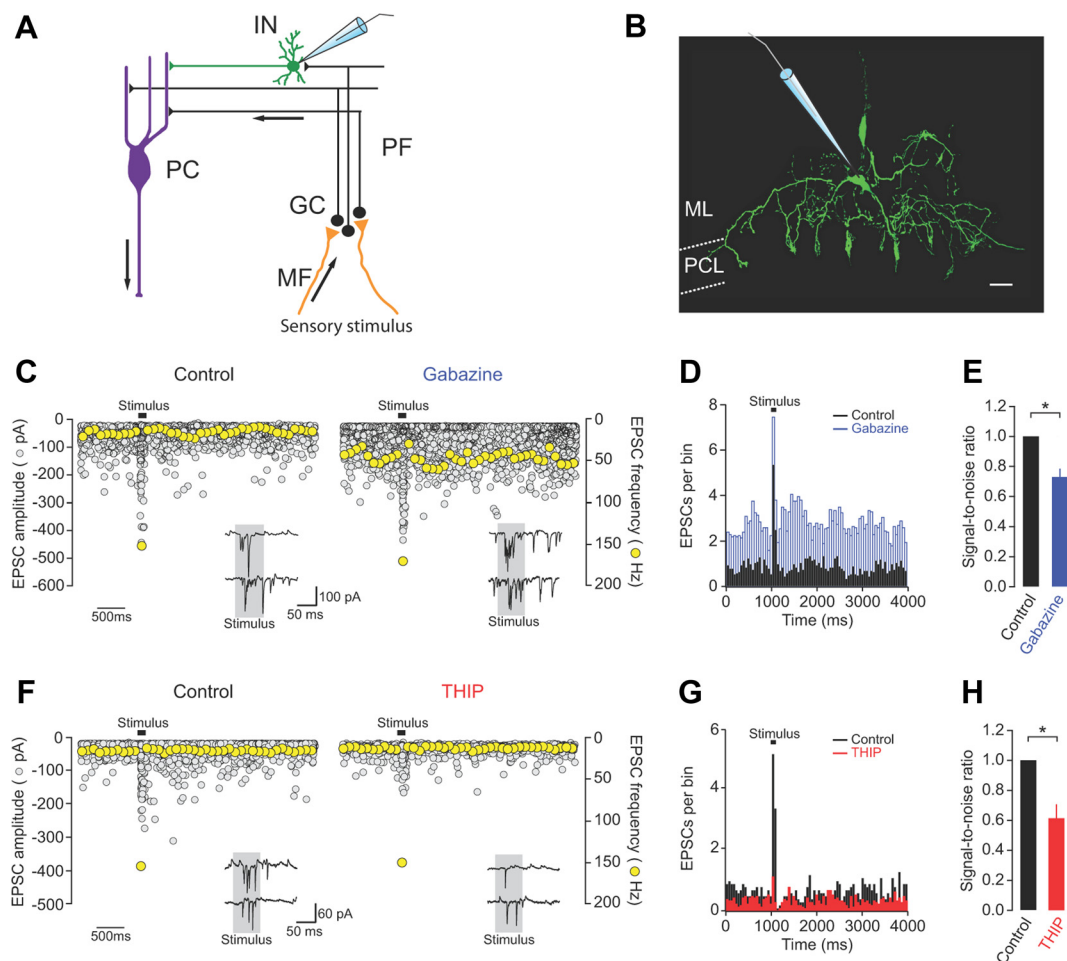 A
IN
PC
PF
GC
MF
Sensory stimulus
B
ML
PCL
C
Control
Gabazine
Stimulus
Stimulus
EPSC amplitude ( pA)
0
-100
-200
-300
-400
-500
-600
0
50
100
150
200
EPSC frequency ( Hz)
500ms
100 pA
50 ms
Stimulus
Stimulus
D
Stimulus
Control
Gabazine
EPSCs per bin
8
6
4
2
0
0 1000 2000 3000 4000
Time (ms)
E
*
Signal-to-noise ratio
1.2
1.0
0.8
0.6
0.4
0.2
0.0
Control
Gabazine
F
Control
THIP
Stimulus
Stimulus
EPSC amplitude ( pA)
0
-100
-200
-300
-400
-500
0
50
100
150
200
EPSC frequency ( Hz)
500ms
60 pA
50 ms
Stimulus
Stimulus
G
Stimulus
Control
THIP
EPSCs per bin
6
4
2
0
0 1000 2000 3000 4000
Time (ms)
H
*
Signal-to-noise ratio
1.2
1.0
0.8
0.6
0.4
0.2
0.0
Control
THIP